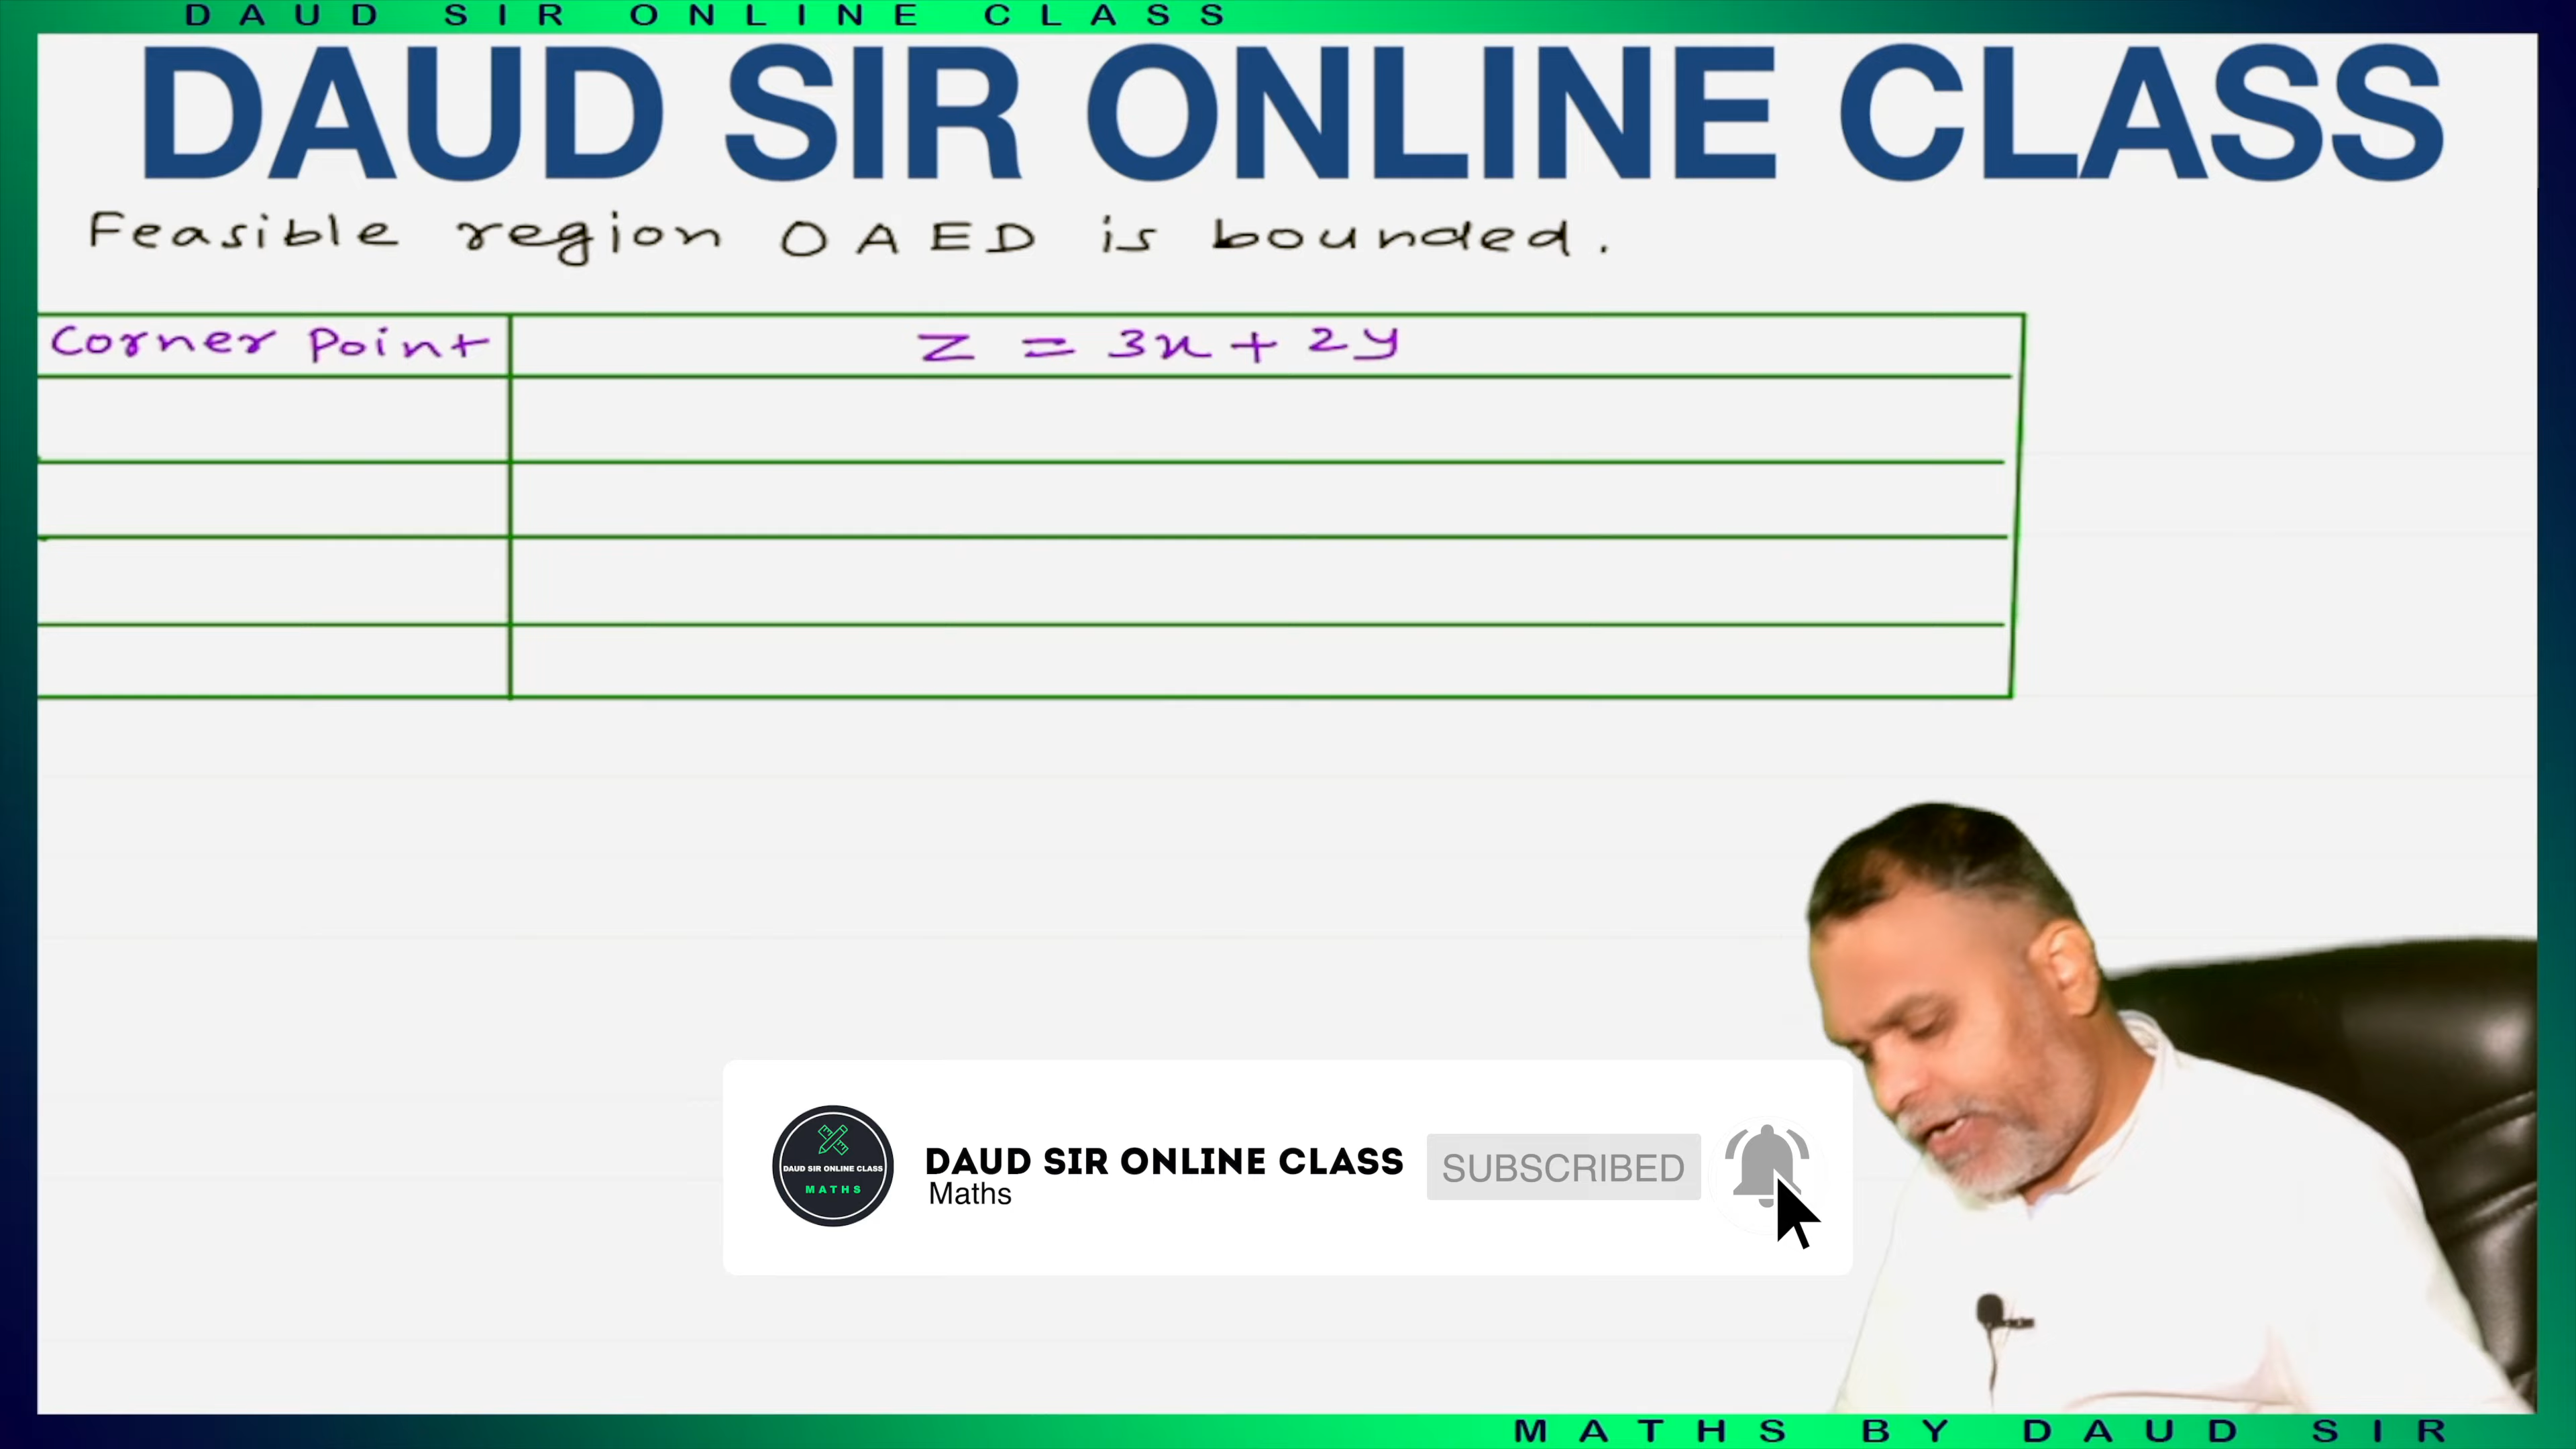 DAUD SIR ONLINE CLASS
DAUD SIR ONLINE CLASS
Feasible region OAED is bounded.
Corner Point
Z = 3x + 2y
DAUD SIR ONLINE CLASS
MATHS
DAUD SIR ONLINE CLASS
Maths
SUBSCRIBED
MATHS BY DAUD SIR